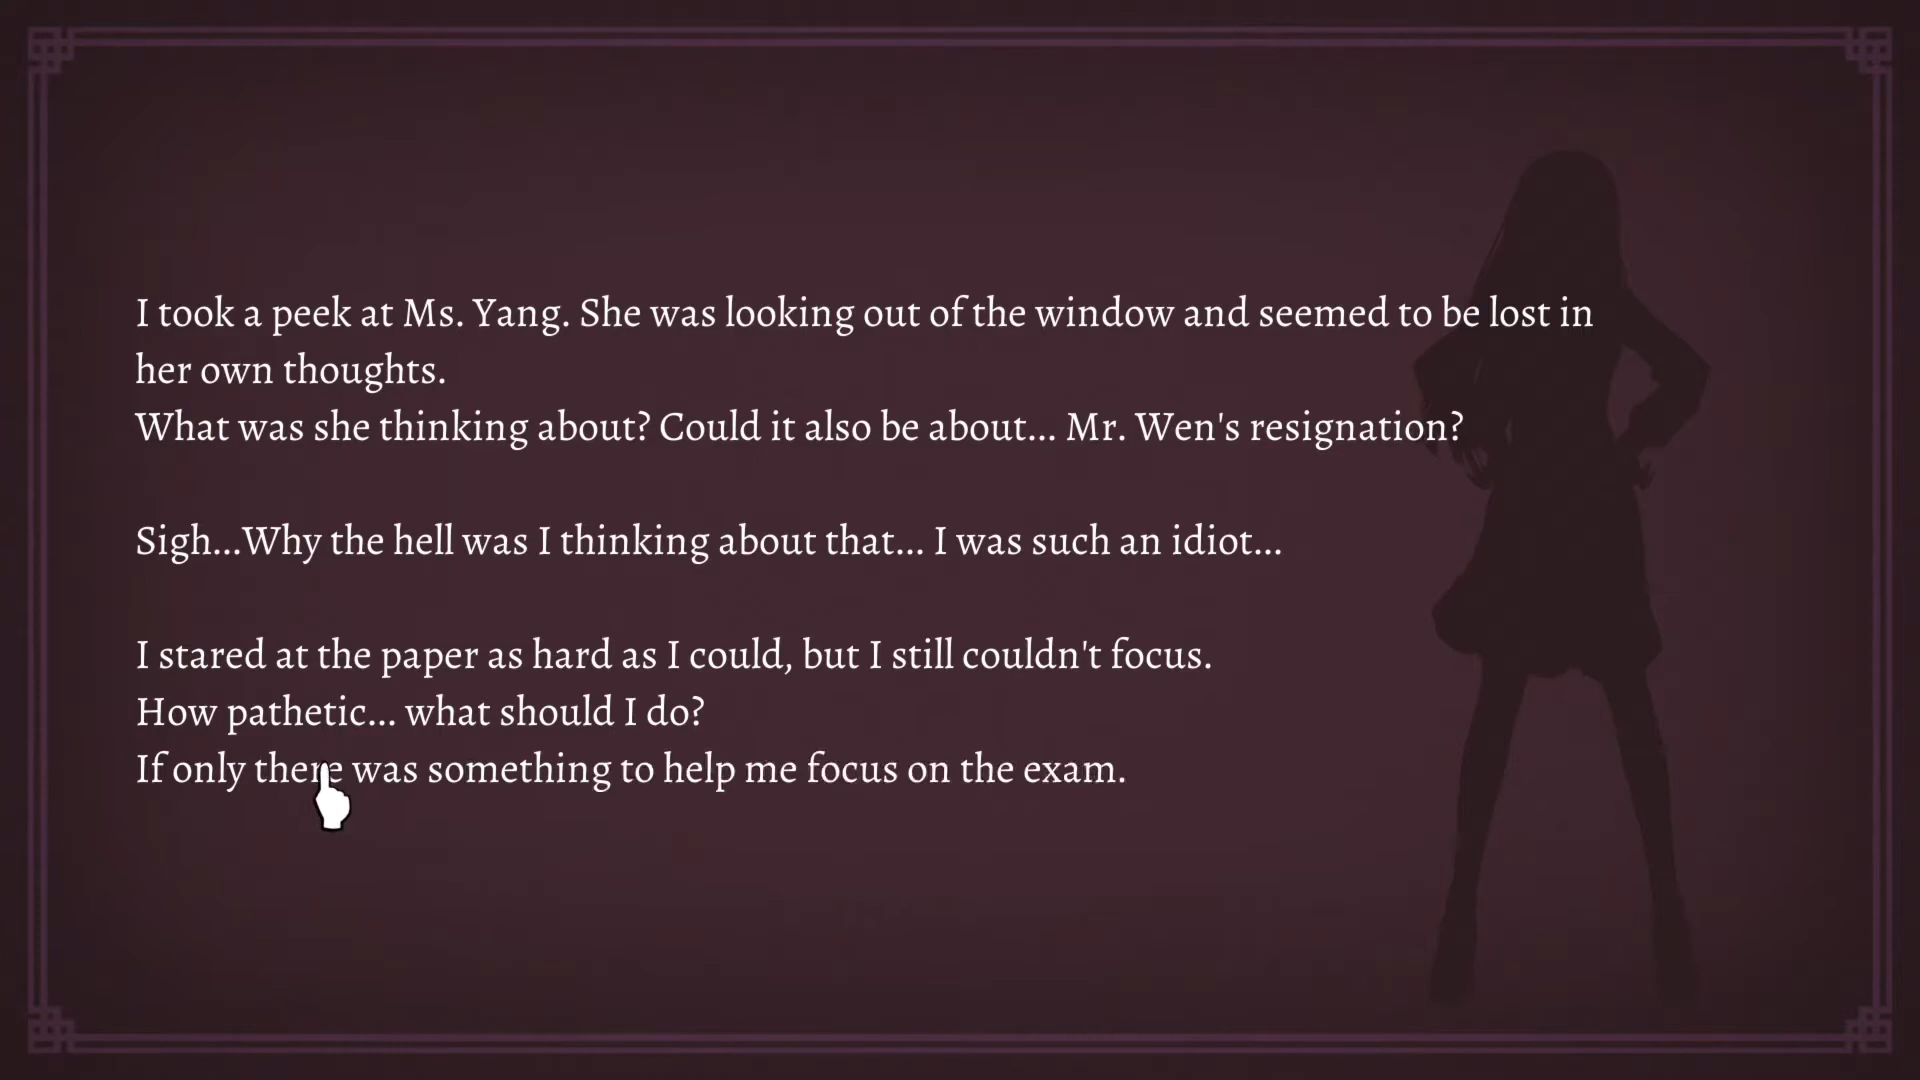 I took a peek at Ms. Yang. She was looking out of the window and seemed to be lost in
her own thoughts.
What was she thinking about? Could it also be about... Mr. Wen's resignation?
Sigh...Why the hell was I thinking about that... I was such an idiot...
I stared at the paper as hard as I could, but I still couldn't focus.
How pathetic... what should I do?
If only there was something to help me focus on the exam.